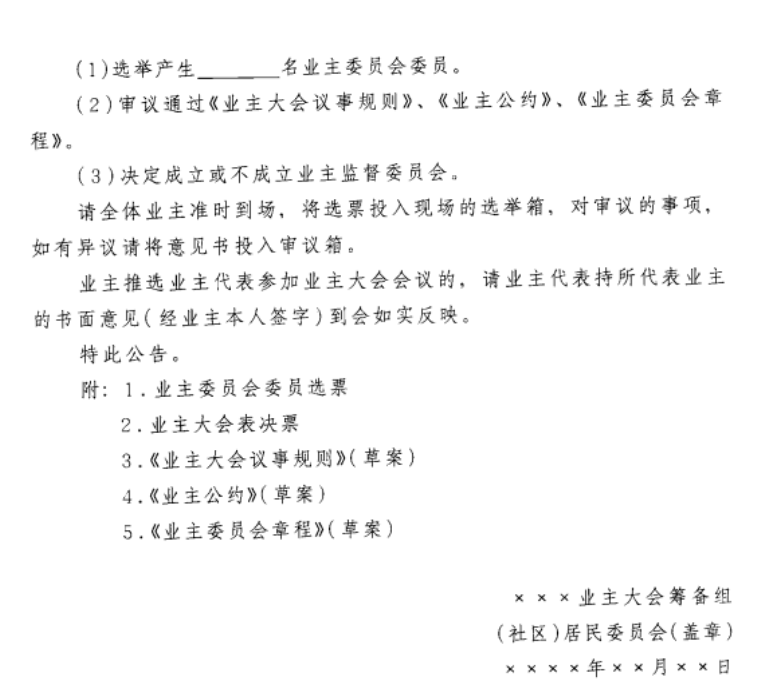 (1)选举产生______名业主委员会委员。
(2)审议通过《业主大会议事规则》、《业主公约》、《业主委员会章
程》。
(3)决定成立或不成立业主监督委员会。
请全体业主准时到场，将选票投入现场的选举箱，对审议的事项，
如有异议请将意见书投入审议箱。
业主推选业主代表参加业主大会会议的，请业主代表持所代表业主
的书面意见(经业主本人签字)到会如实反映。
特此公告。
附：1.业主委员会委员选票
2.业主大会表决票
3.《业主大会议事规则》(草案)
4.《业主公约》(草案)
5.《业主委员会章程》(草案)
×××业主大会筹备组
(社区)居民委员会(盖章)
××××年××月××日